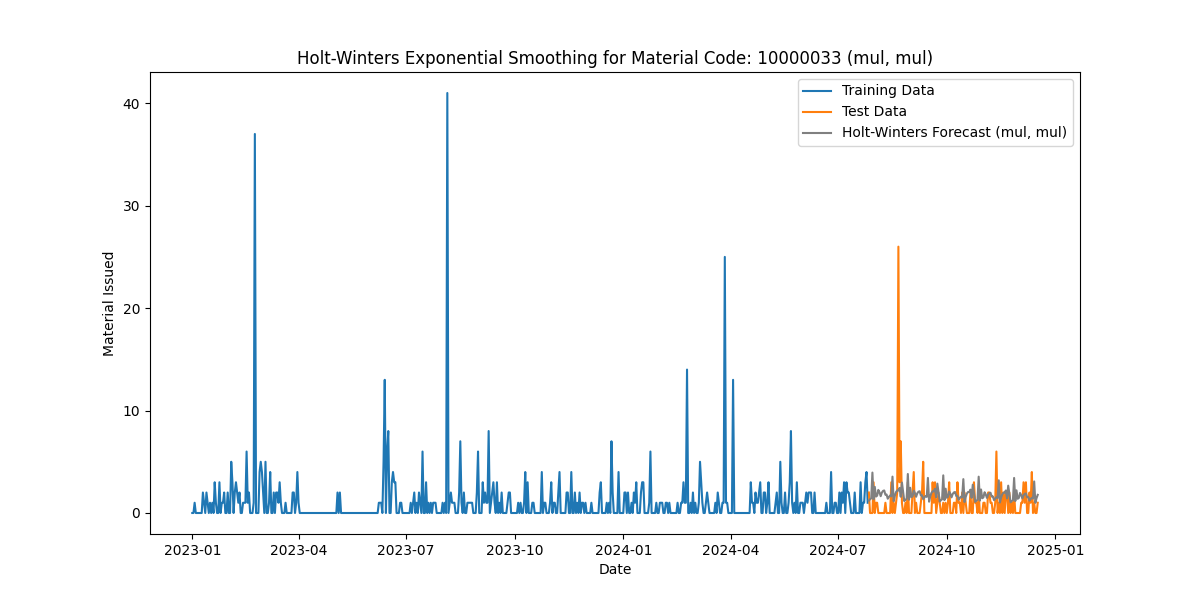 Holt-Winters Exponential Smoothing for Material Code: 10000033 (mul, mul)
Training Data
Test Data
Holt-Winters Forecast (mul, mul)
Material Issued
40
30
20
10
0
2023-01 2023-04 2023-07 2023-10 2024-01 2024-04 2024-07 2024-10 2025-01
Date